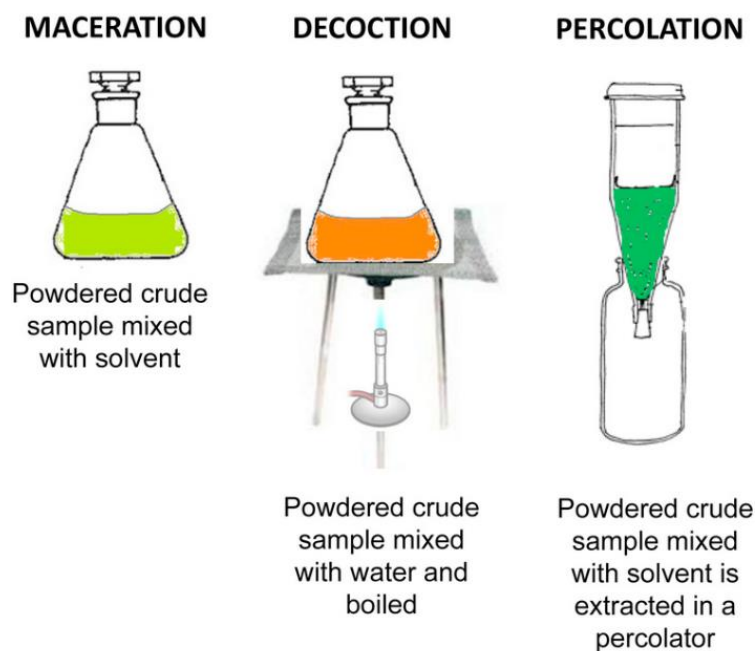 MACERATION
DECOCTION
PERCOLATION
Powdered crude
sample mixed
with solvent
Powdered crude
sample mixed
with water and
boiled
Powdered crude
sample mixed
with solvent is
extracted in a
percolator